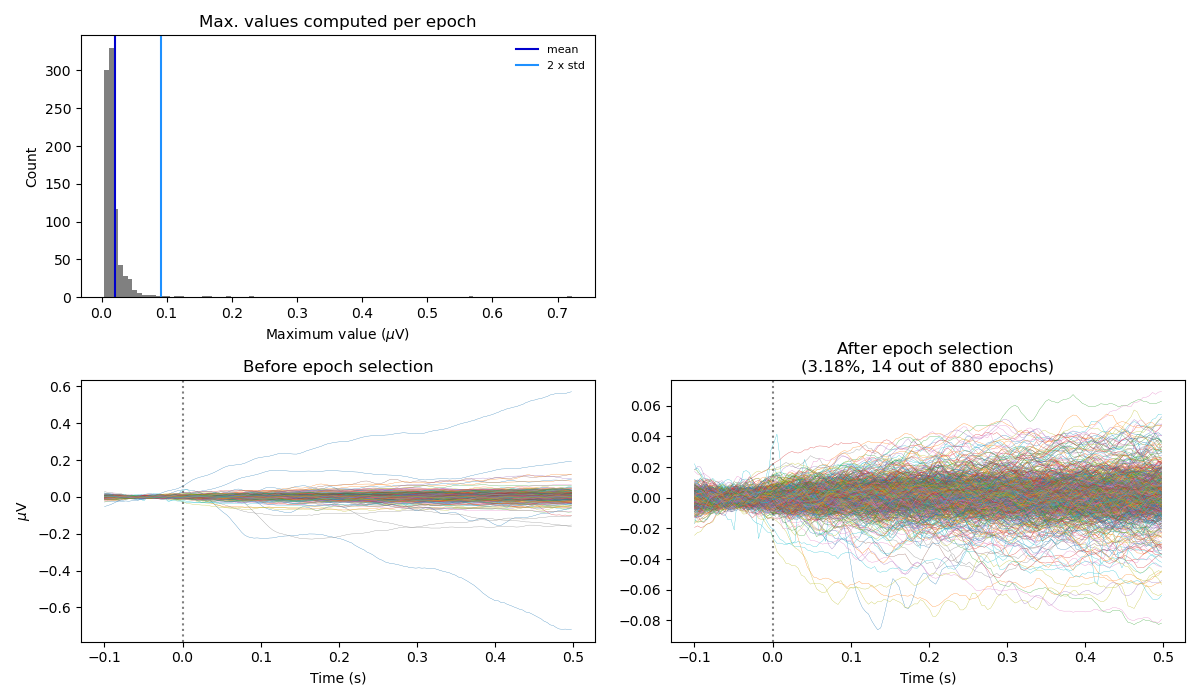 Max. values computed per epoch
mean
2 x std
300
250
200
150
100
50
0
Count
0.0 0.1 0.2 0.3 0.4 0.5 0.6 0.7
Maximum value (μV)
Before epoch selection
0.6
0.4
0.2
0.0
−0.2
−0.4
−0.6
μV
−0.1 0.0 0.1 0.2 0.3 0.4 0.5
Time (s)
After epoch selection
(3.18%, 14 out of 880 epochs)
0.06
0.04
0.02
0.00
−0.02
−0.04
−0.06
−0.08
−0.1 0.0 0.1 0.2 0.3 0.4 0.5
Time (s)